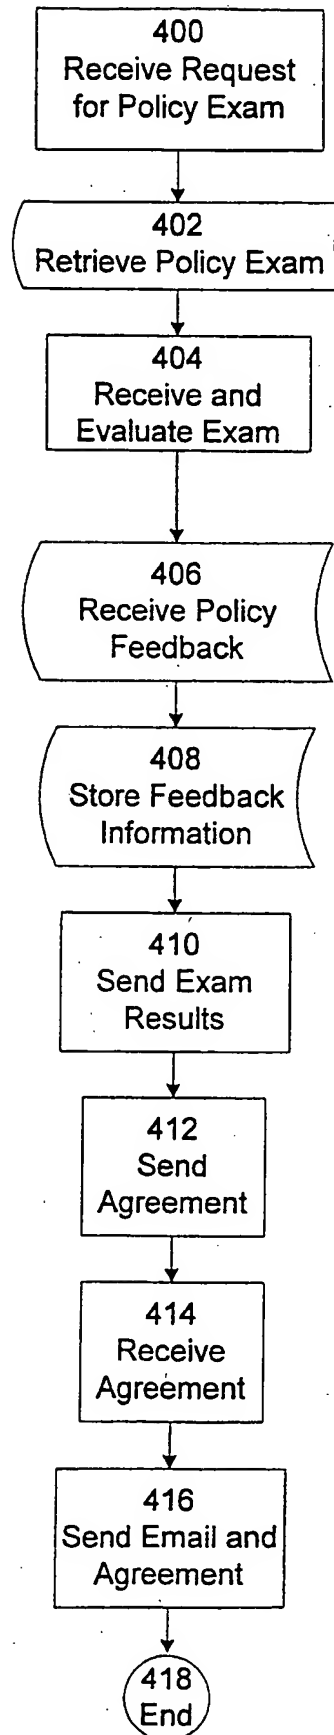 400
Receive Request
for Policy Exam
402
Retrieve Policy Exam
404
Receive and
Evaluate Exam
406
Receive Policy
Feedback
408
Store Feedback
Information
410
Send Exam
Results
412
Send
Agreement
414
Receive
Agreement
416
Send Email and
Agreement
418
End